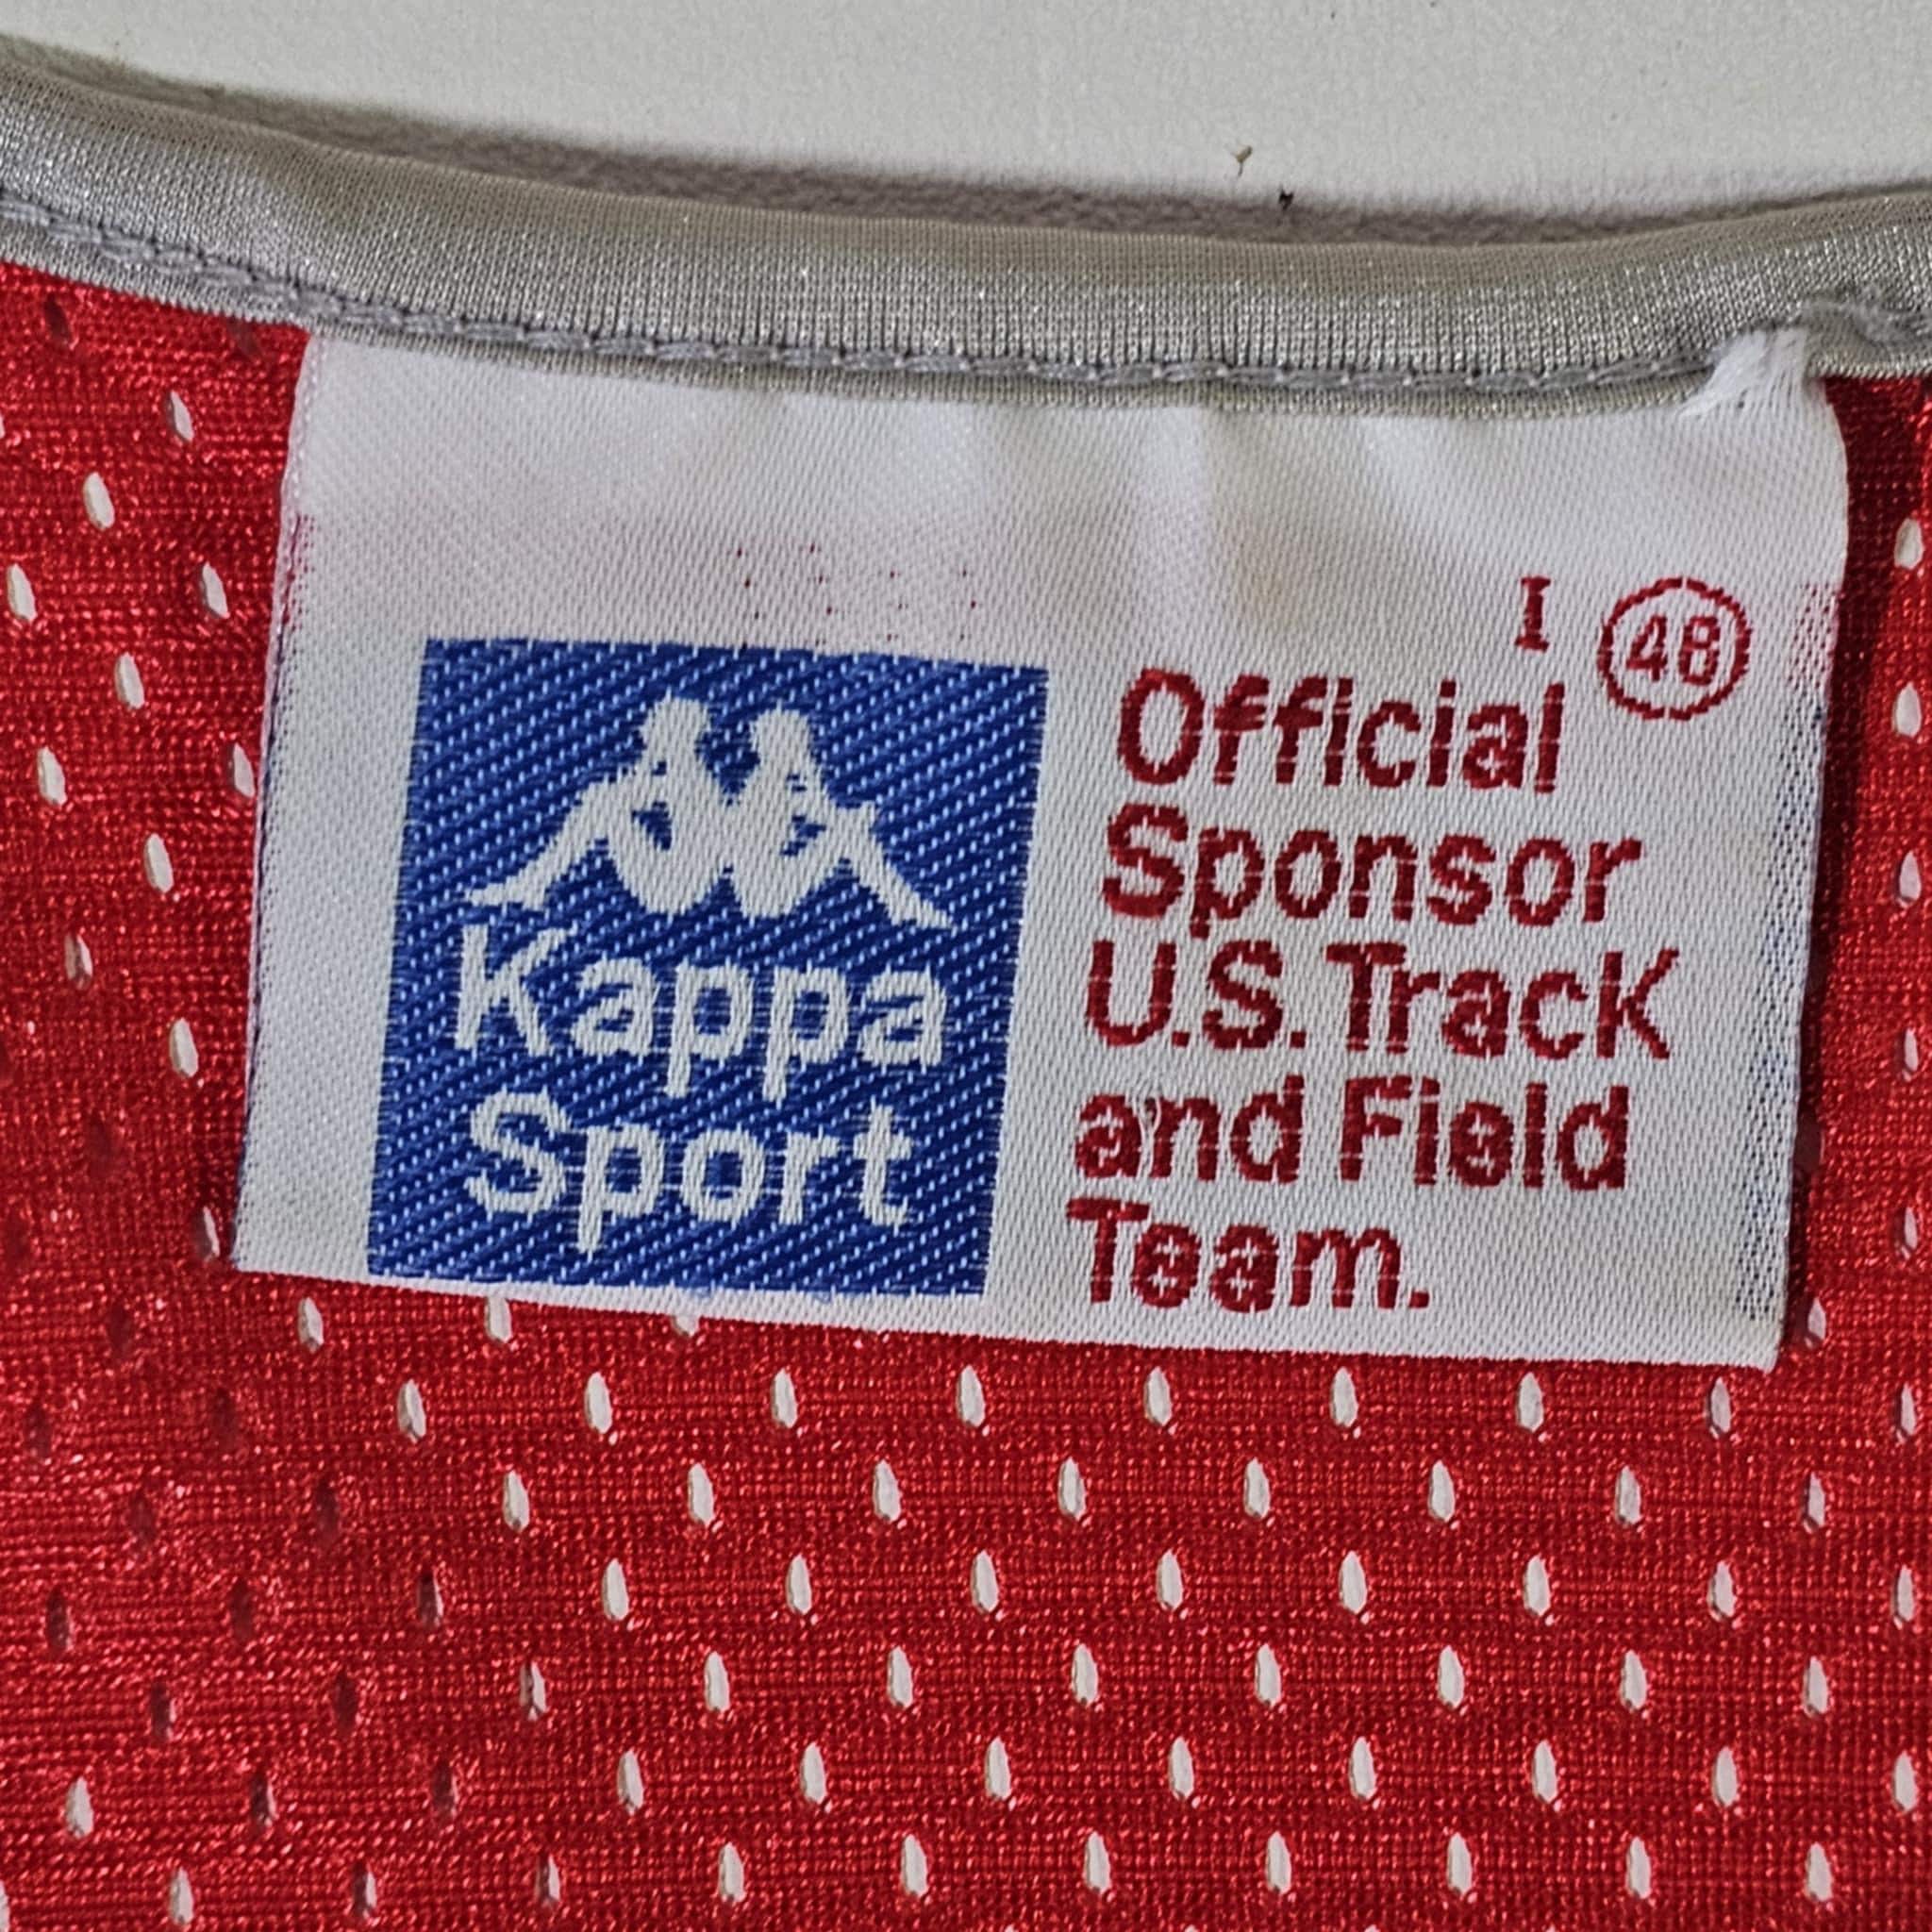 I 48
Kappa
Sport
Official
Sponsor
U.S. Track
and Field
Team.